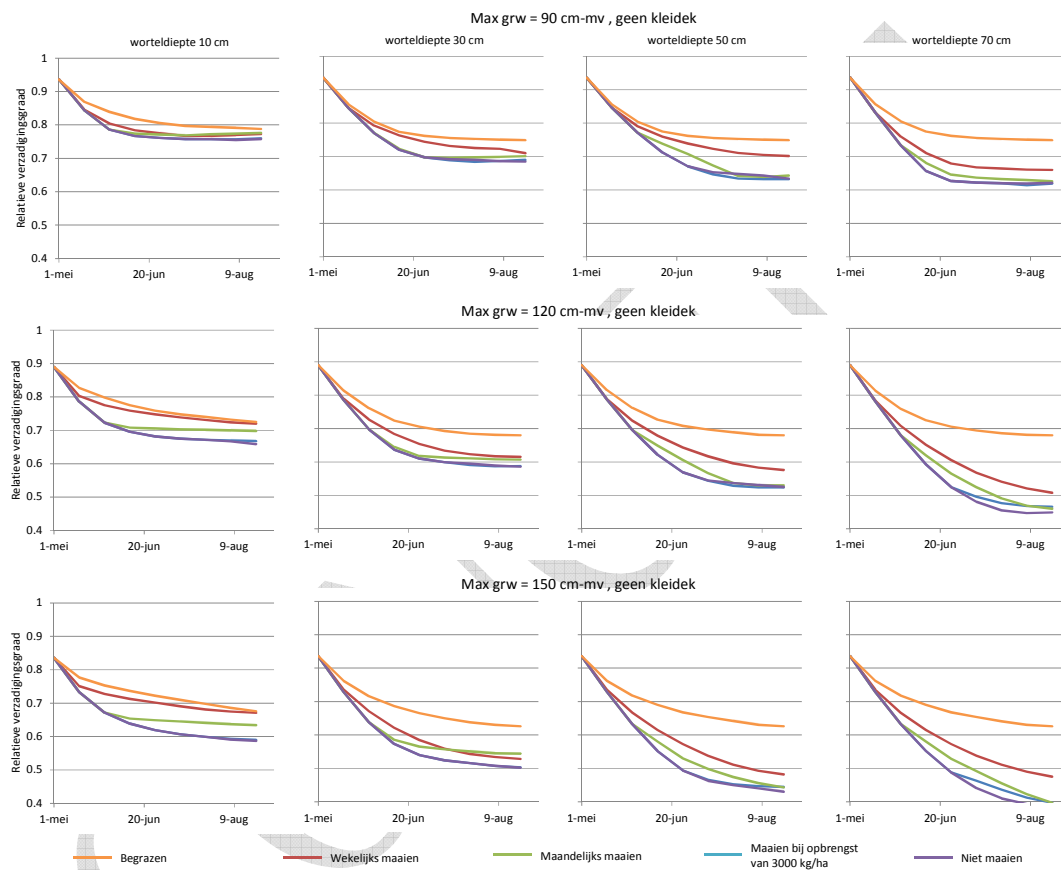 Max grw = 90 cm-mv , geen kleidek
worteldiepte 10 cm
worteldiepte 30 cm
worteldiepte 50 cm
worteldiepte 70 cm
Relatieve verzadigingsgraad
1
0.9
0.8
0.7
0.6
0.5
0.4
1-mei 20-jun 9-aug
1-mei 20-jun 9-aug
1-mei 20-jun 9-aug
1-mei 20-jun 9-aug
Max grw = 120 cm-mv , geen kleidek
Relatieve verzadigingsgraad
1
0.9
0.8
0.7
0.6
0.5
0.4
1-mei 20-jun 9-aug
1-mei 20-jun 9-aug
1-mei 20-jun 9-aug
1-mei 20-jun 9-aug
Max grw = 150 cm-mv , geen kleidek
Relatieve verzadigingsgraad
1
0.9
0.8
0.7
0.6
0.5
0.4
1-mei 20-jun 9-aug
1-mei 20-jun 9-aug
1-mei 20-jun 9-aug
1-mei 20-jun 9-aug
Begrazen
Wekelijks maaien
Maandelijks maaien
Maaien bij opbrengst
van 3000 kg/ha
Niet maaien